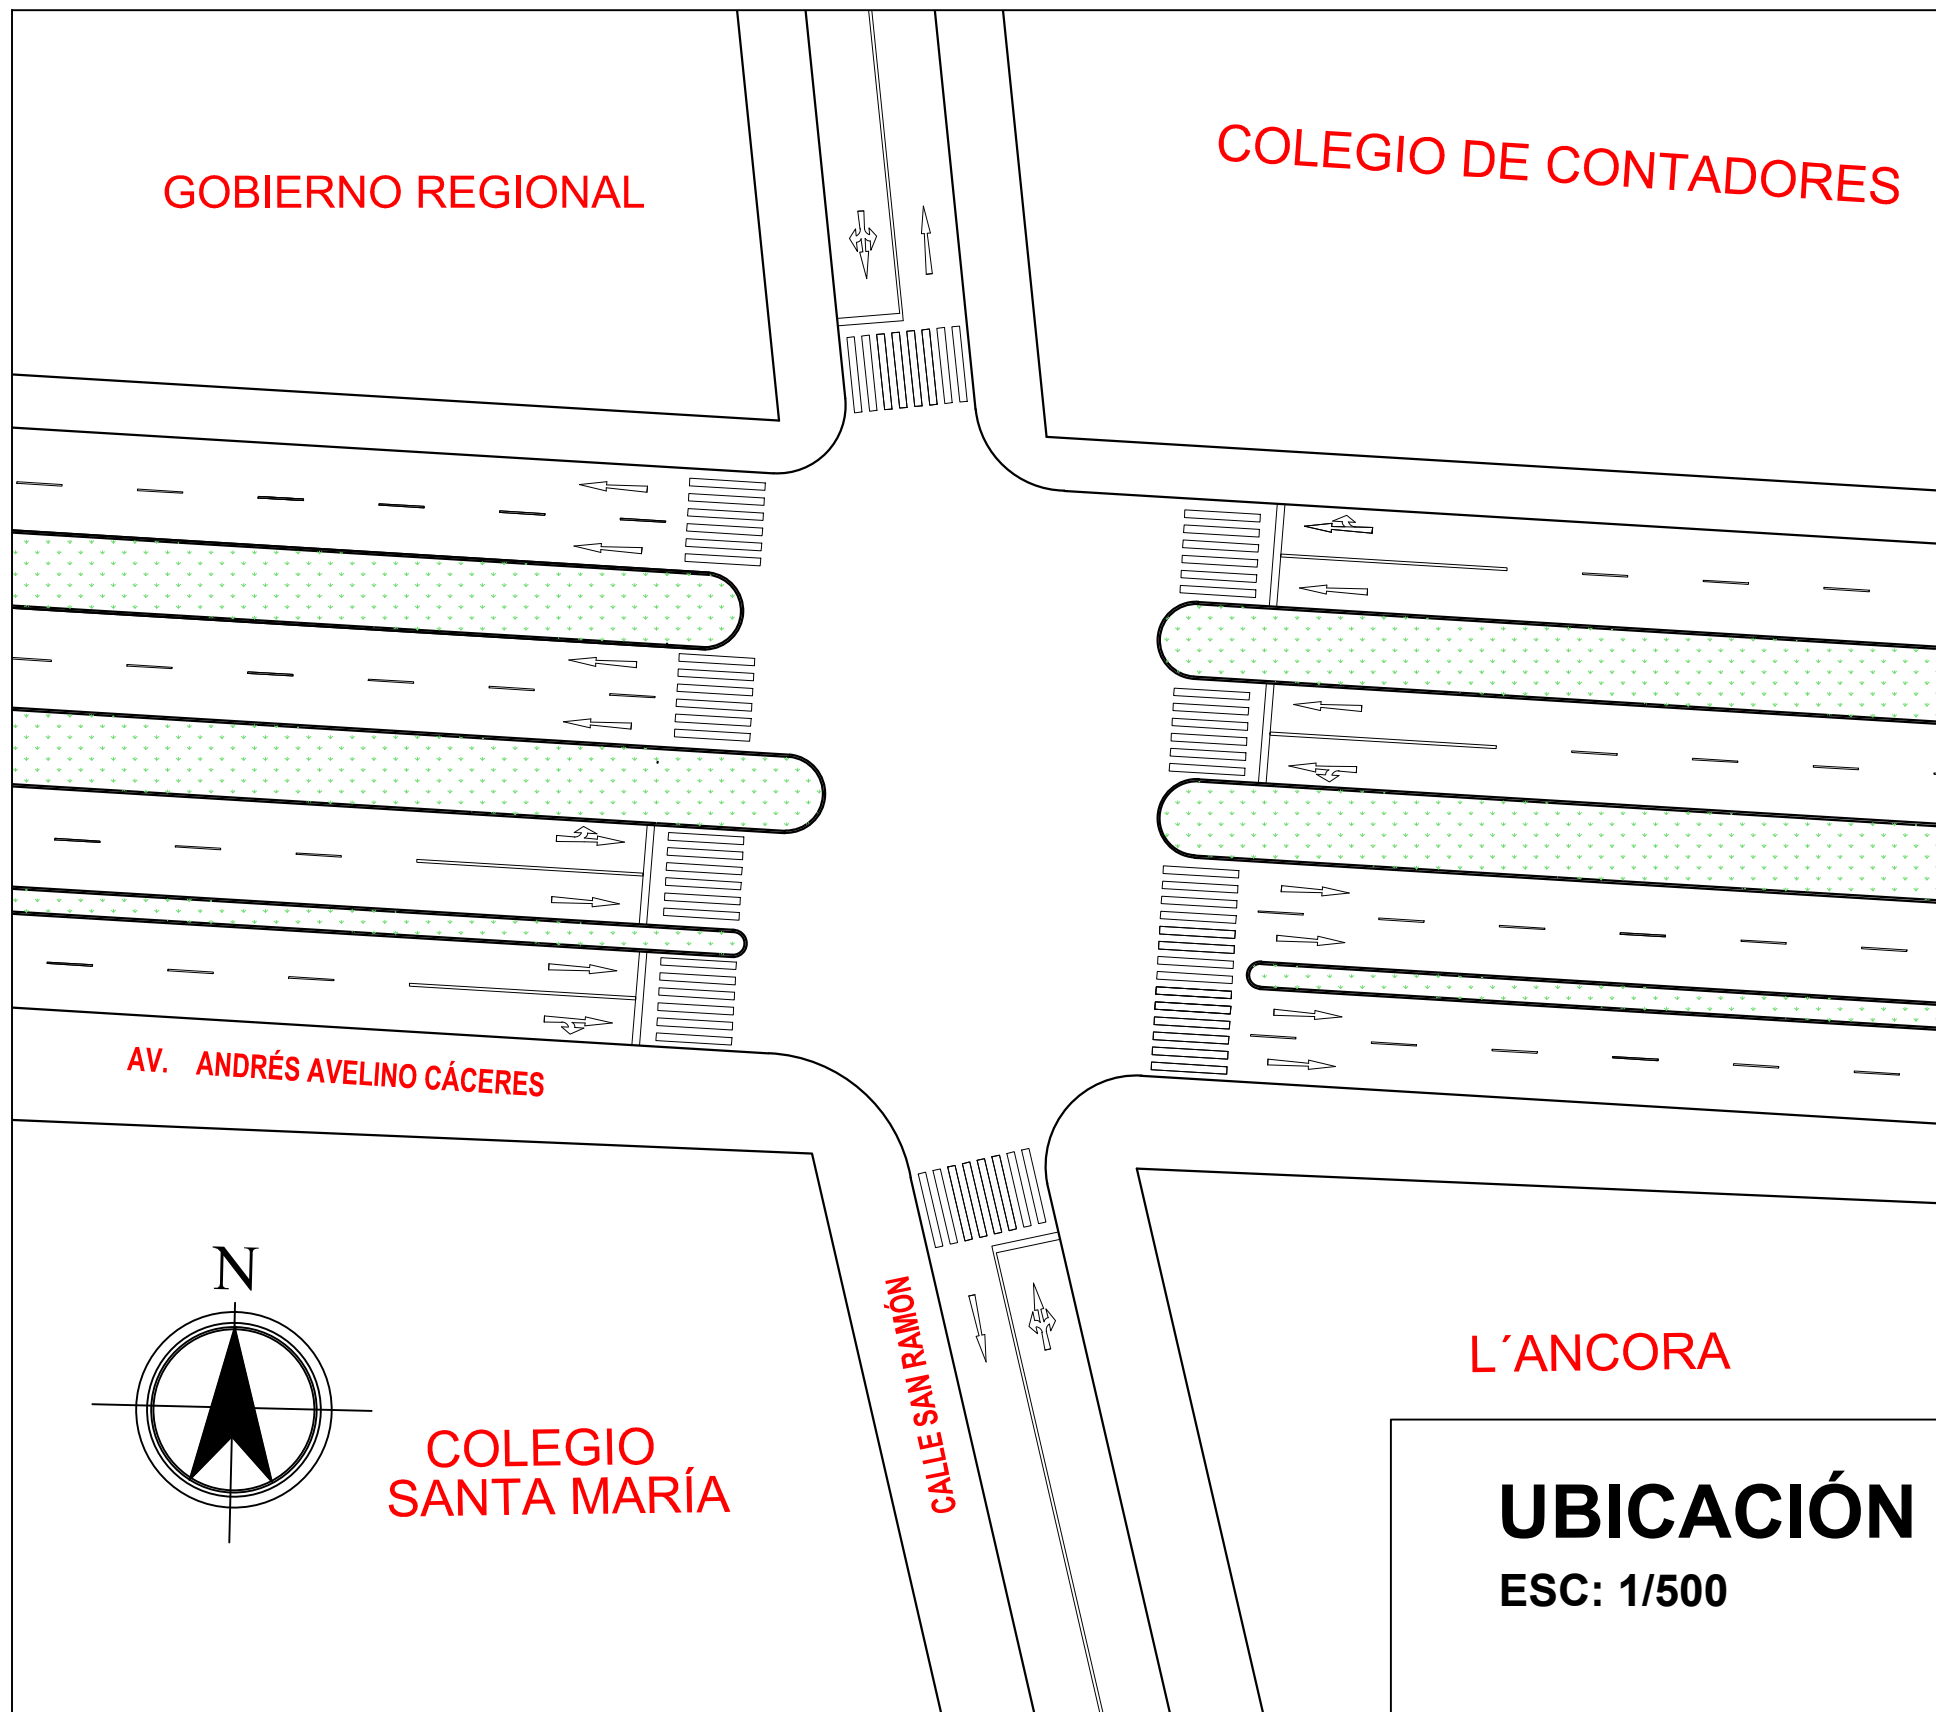 GOBIERNO REGIONAL
COLEGIO DE CONTADORES
AV. ANDRÉS AVELINO CÁCERES
CALLE SAN RAMÓN
N
COLEGIO
SANTA MARÍA
L´ANCORA
UBICACIÓN
ESC: 1/500